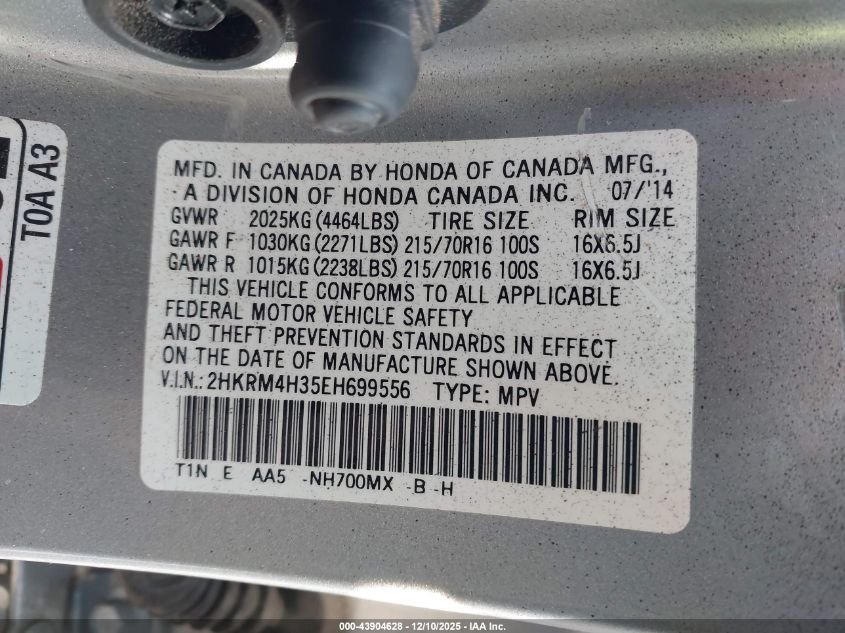 TOA A3
MFD. IN CANADA BY HONDA OF CANADA MFG.,
A DIVISION OF HONDA CANADA INC. 07/'14
GVWR 2025KG (4464LBS) TIRE SIZE RIM SIZE
GAWR F 1030KG (2271LBS) 215/70R16 100S 16X6.5J
GAWR R 1015KG (2238LBS) 215/70R16 100S 16X6.5J
THIS VEHICLE CONFORMS TO ALL APPLICABLE
FEDERAL MOTOR VEHICLE SAFETY
AND THEFT PREVENTION STANDARDS IN EFFECT
ON THE DATE OF MANUFACTURE SHOWN ABOVE.
V.I.N.: 2HKRM4H35EH699556 TYPE: MPV
T1N E AA5 -NH700MX -B -H
000-43904628 - 12/10/2025 - IAA Inc.